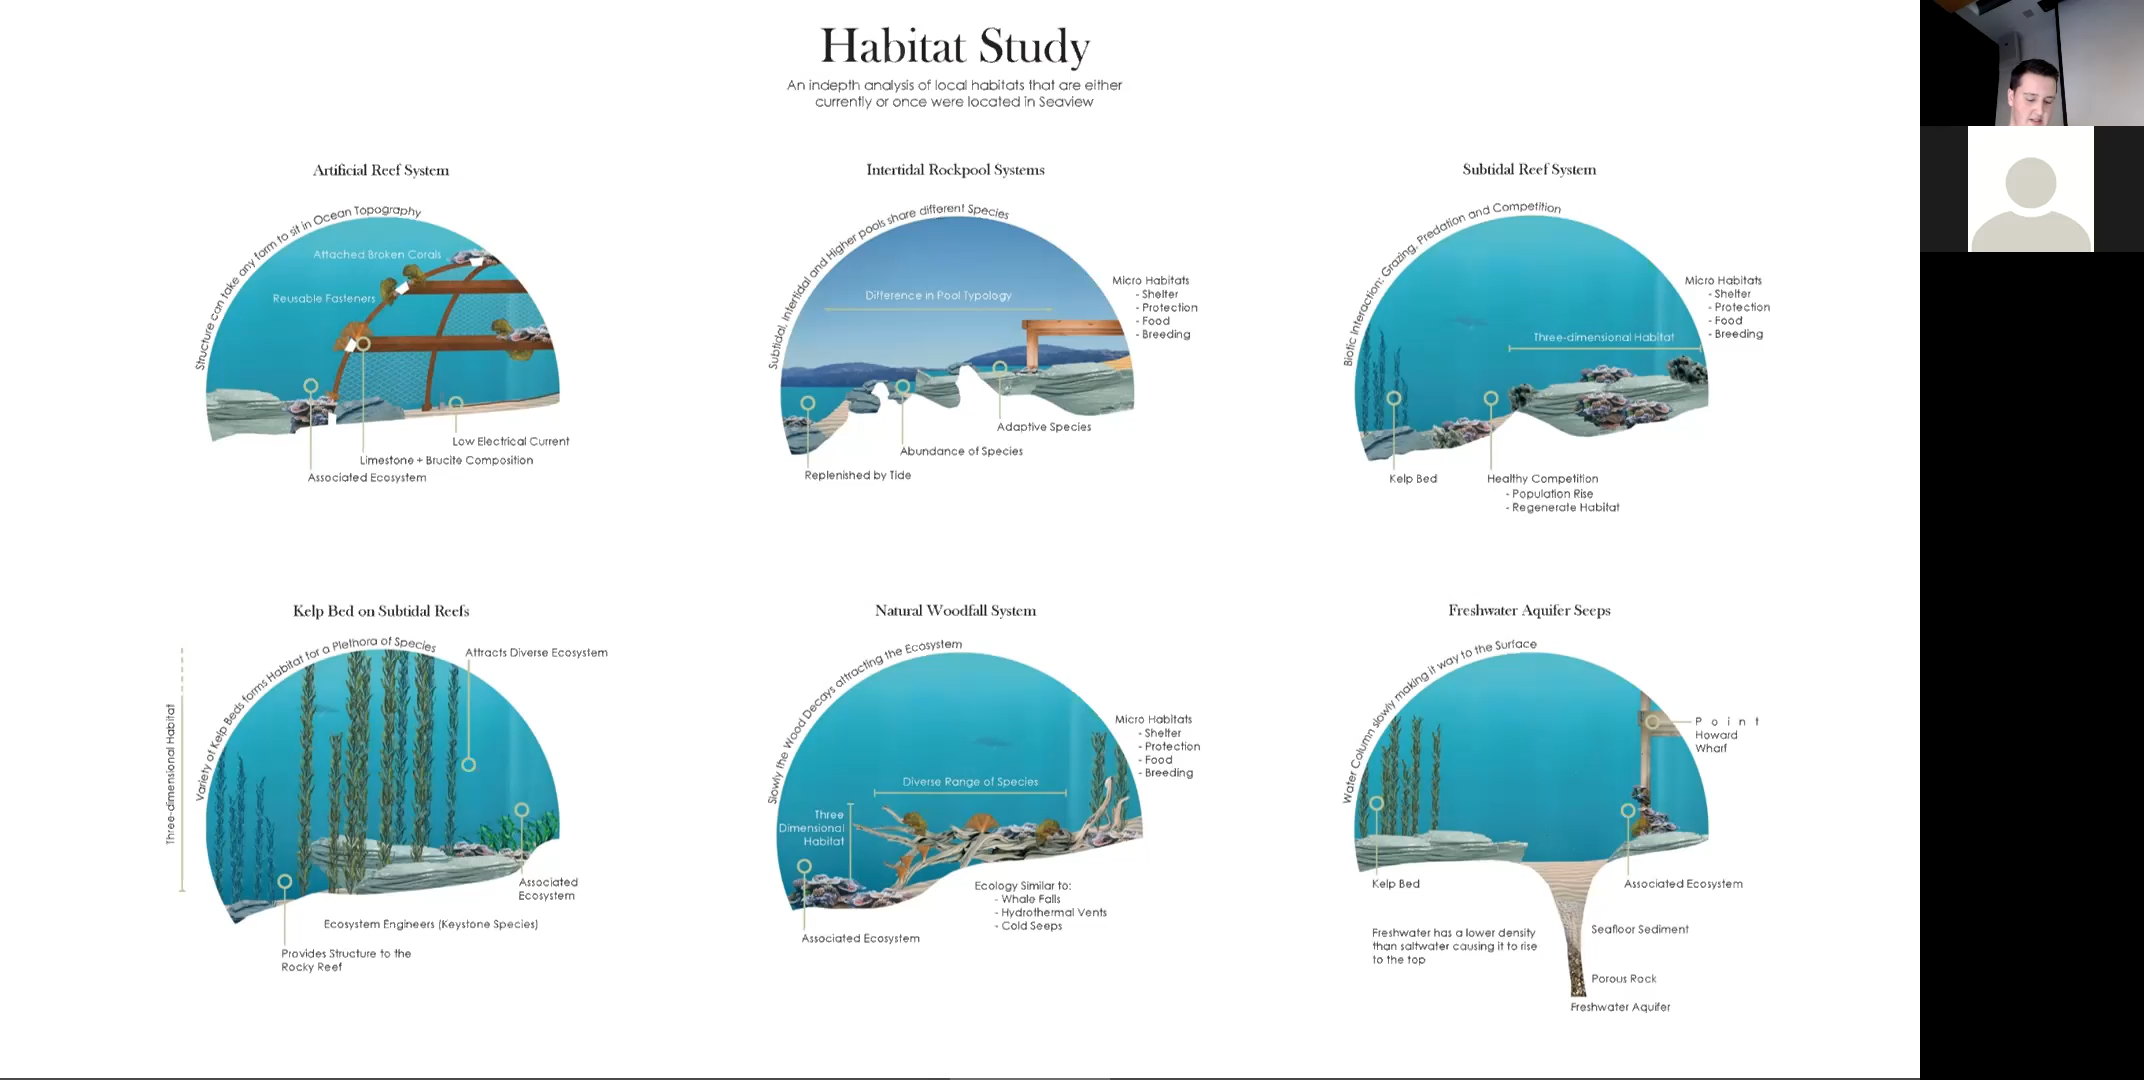 Habitat Study
An indepth analysis of local habitats that are either
currently or once were located in Seaview
Artificial Reef System
Structure can take any form to sit in Ocean Topography
Attached Broken Corals
Reusable Fasteners
Low Electrical Current
Limestone + Brucite Composition
Associated Ecosystem
Intertidal Rockpool Systems
Subtidal, Intertidal and Higher pools share different Species
Difference in Pool Typology
Micro Habitats
- Shelter
- Protection
- Food
- Breeding
Adaptive Species
Abundance of Species
Replenished by Tide
Subtidal Reef System
Biotic Interaction: Grazing, Predation and Competition
Three-dimensional Habitat
Micro Habitats
- Shelter
- Protection
- Food
- Breeding
Kelp Bed
Healthy Competition
- Population Rise
- Regenerate Habitat
Kelp Bed on Subtidal Reefs
Variety of Kelp Beds forms Habitat for a Plethora of Species
Attracts Diverse Ecosystem
Three-dimensional Habitat
Associated
Ecosystem
Ecosystem Engineers (Keystone Species)
Provides Structure to the
Rocky Reef
Natural Woodfall System
Slowly the Wood Decays attracting the Ecosystem
Micro Habitats
- Shelter
- Protection
- Food
- Breeding
Diverse Range of Species
Three
Dimensional
Habitat
Ecology Similar to:
- Whale Falls
- Hydrothermal Vents
- Cold Seeps
Associated Ecosystem
Freshwater Aquifer Seeps
Water Column slowly making it way to the Surface
Point
Howard
Wharf
Kelp Bed
Associated Ecosystem
Freshwater has a lower density
than saltwater causing it to rise
to the top
Seafloor Sediment
Porous Rock
Freshwater Aquifer